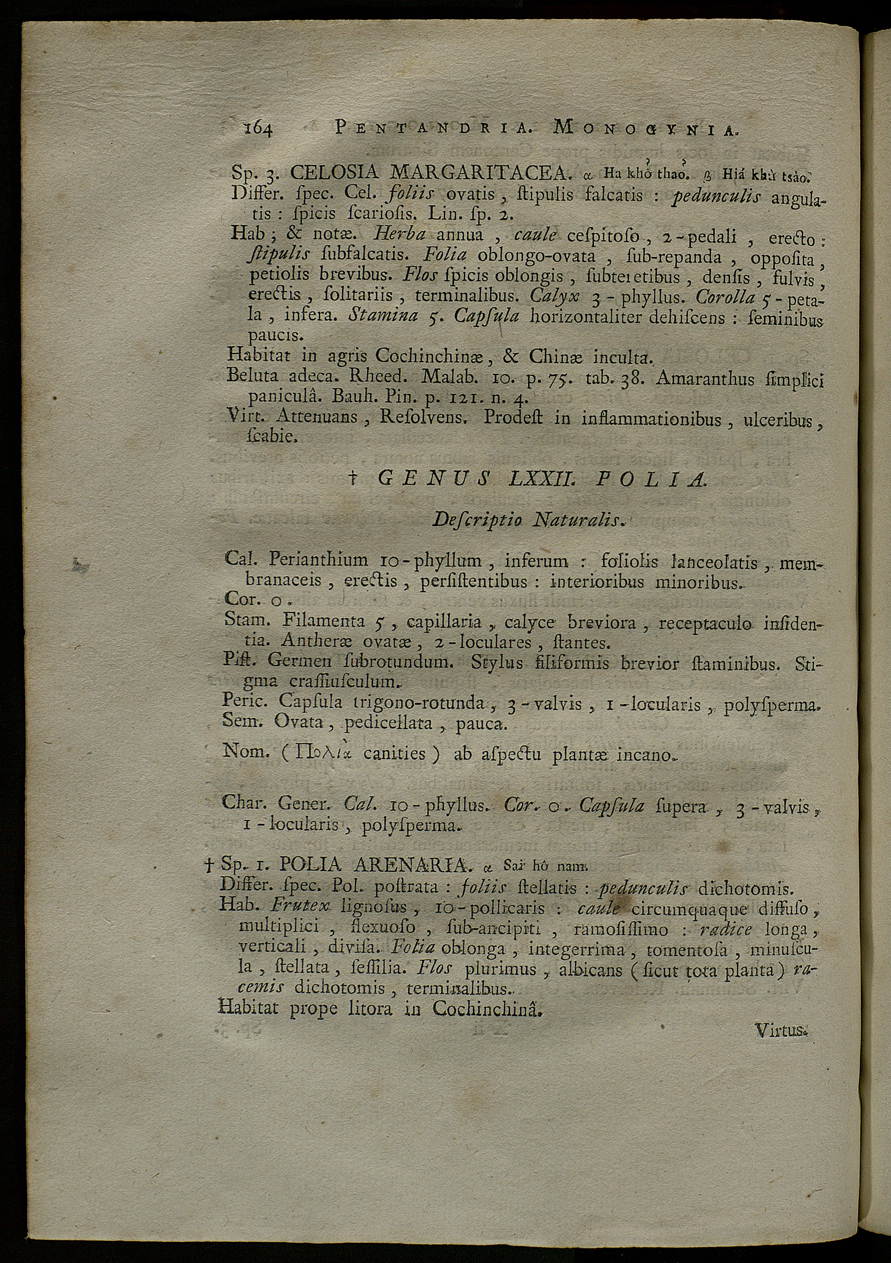 164 PENTANDRIA. MONOGYNIA.
Sp. 3. CELOSIA MARGARITACEA. α Ha khỏ thảo. β Hjá khu tsào.
Differ. ſpec. Cel. foliis ovatis, ſtipulis falcatis : pedunculis angula-
tis : ſpicis ſcarioſis. Lin. ſp. 2.
Hab; & notæ. Herba annua, caule ceſpitoſo, 2-pedali, erecto :
ſtipulis ſubfalcatis. Folia oblongo-ovata, ſub-repanda, oppoſita,
petiolis brevibus. Flos ſpicis oblongis, ſubteretibus, denſis, fulvis,
erectis, ſolitariis, terminalibus. Calyx 3-phyllus. Corolla 5-peta-
la, infera. Stamina 5. Capſula horizontaliter dehiſcens : ſeminibus
paucis.
Habitat in agris Cochinchinæ, & Chinæ inculta.
Beluta adeca. Rheed. Malab. 10. p. 75. tab. 38. Amaranthus ſimplici
paniculâ. Bauh. Pin. p. 121. n. 4.
Virt. Attenuans, Reſolvens. Prodeſt in inflammationibus, ulceribus,
ſcabie.
† GENUS LXXII. POLIA.
Deſcriptio Naturalis.
Cal. Perianthium 10-phyllum, inferum : foliolis lanceolatis, mem-
branaceis, erectis, perſiſtentibus : interioribus minoribus.
Cor. 0.
Stam. Filamenta 5, capillaria, calyce breviora, receptaculo inſiden-
tia. Antheræ ovatæ, 2-loculares, ſtantes.
Piſt. Germen ſubrotundum. Stylus filiformis brevior ſtaminibus. Sti-
gma craſſiuſculum.
Peric. Capſula trigono-rotunda, 3-valvis, 1-locularis, polyſperma.
Sem. Ovata, pedicellata, pauca.
Nom. (Πολιὰ canities) ab aſpectu plantæ incano.
Char. Gener. Cal. 10-phyllus. Cor. 0. Capſula ſupera, 3-valvis,
1-locularis, polyſperma.
† Sp. 1. POLIA ARENARIA. α Sai hồ nam.
Differ. ſpec. Pol. poſtrata : foliis ſtellatis : pedunculis dichotomis.
Hab. Frutex lignoſus, 10-pollicaris : caule circumquaque diffuſo,
multiplici, flexuoſo, ſub-ancipiti, ramoſiſſimo : radice longa,
verticali, diviſa. Folia oblonga, integerrima, tomentoſa, minuſcu-
la, ſtellata, ſeſſilia. Flos plurimus, albicans (ſicut tota planta) ra-
cemis dichotomis, terminalibus.
Habitat prope litora in Cochinchinâ.
Virtus.